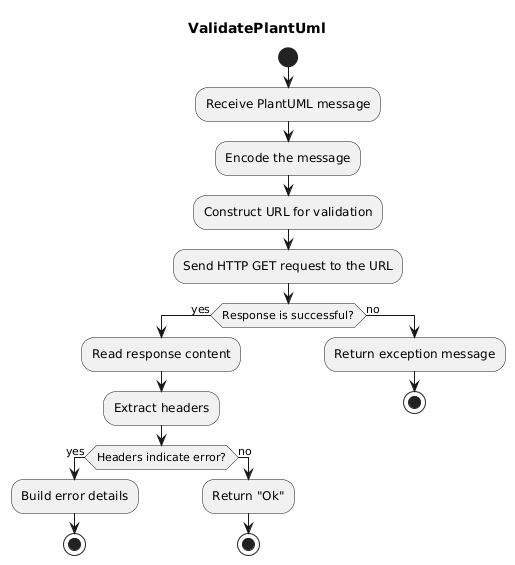 ValidatePlantUml
Receive PlantUML message
Encode the message
Construct URL for validation
Send HTTP GET request to the URL
yes
Response is successful?
no
Read response content
Return exception message
Extract headers
yes
Headers indicate error?
no
Build error details
Return "Ok"